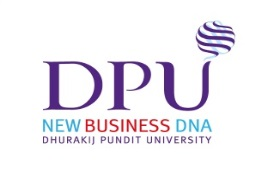 DPU
NEW BUSINESS DNA
DHURAKIJ PUNDIT UNIVERSITY